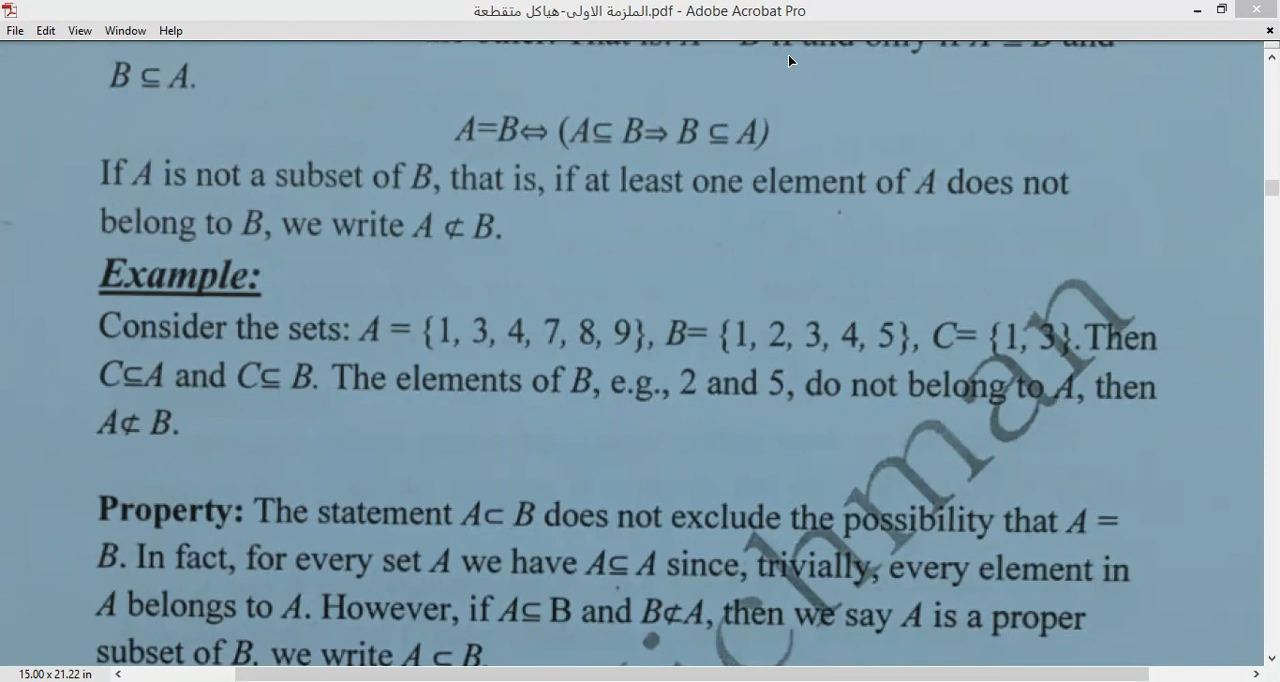 الملزمة الاولى-هياكل متقطعة.pdf - Adobe Acrobat Pro
File Edit View Window Help
B ⊆ A.
A=B⇔ (A⊆ B⇒ B ⊆ A)
If A is not a subset of B, that is, if at least one element of A does not
belong to B, we write A ⊄ B.
Example:
Consider the sets: A = {1, 3, 4, 7, 8, 9}, B= {1, 2, 3, 4, 5}, C= {1, 3}.Then
C⊆A and C⊆ B. The elements of B, e.g., 2 and 5, do not belong to A, then
A⊄ B.
Property: The statement A⊂ B does not exclude the possibility that A =
B. In fact, for every set A we have A⊆ A since, trivially, every element in
A belongs to A. However, if A⊆ B and B⊄A, then we say A is a proper
subset of B, we write A ⊂ B.
15.00 x 21.22 in